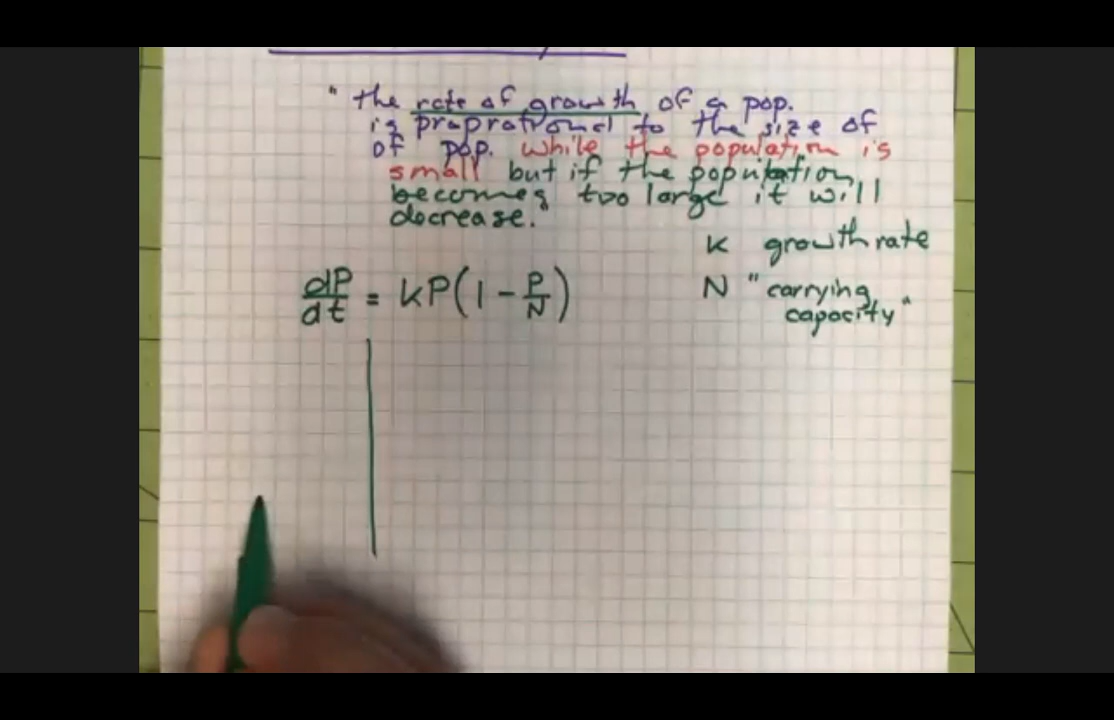 " the rate of growth of a pop.
is proprotional to the size of
of pop. while the population is
small but if the population
becomes too large it will
decrease."
k growth rate
dP/dt = kP(1 - P/N)
N "carrying
capacity"